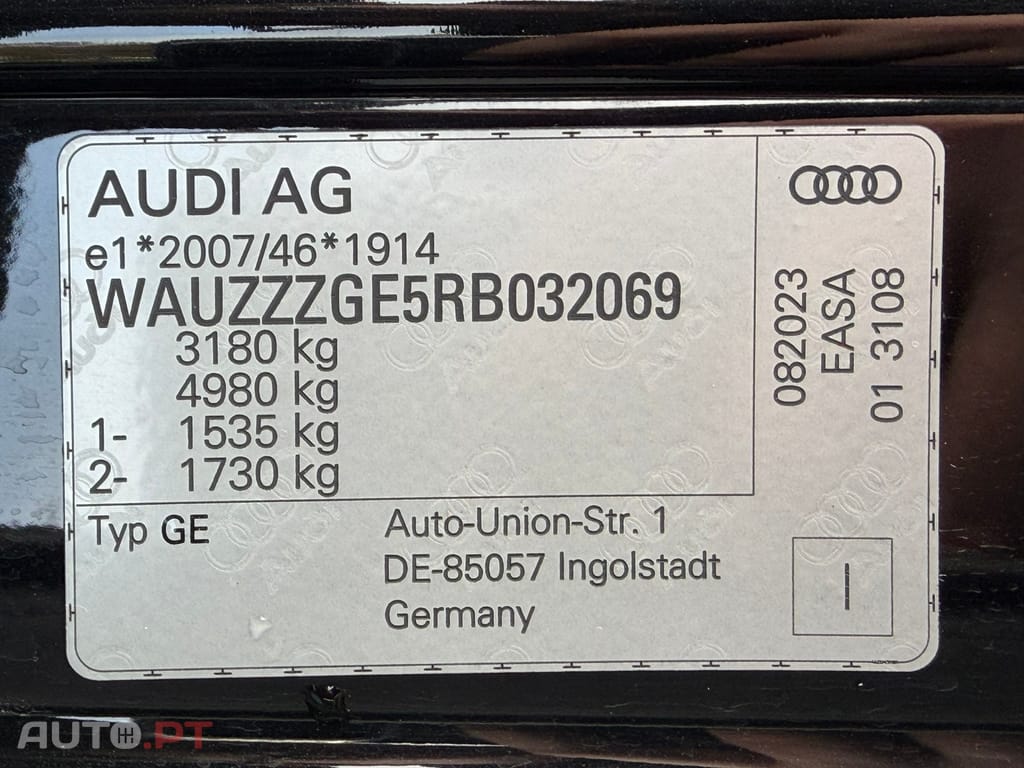 AUDI AG
e1*2007/46*1914
WAUZZZGE5RB032069
3180 kg
4980 kg
1- 1535 kg
2- 1730 kg
Typ GE
Auto-Union-Str. 1
DE-85057 Ingolstadt
Germany
082023
EASA
01 3108
AUTO.PT